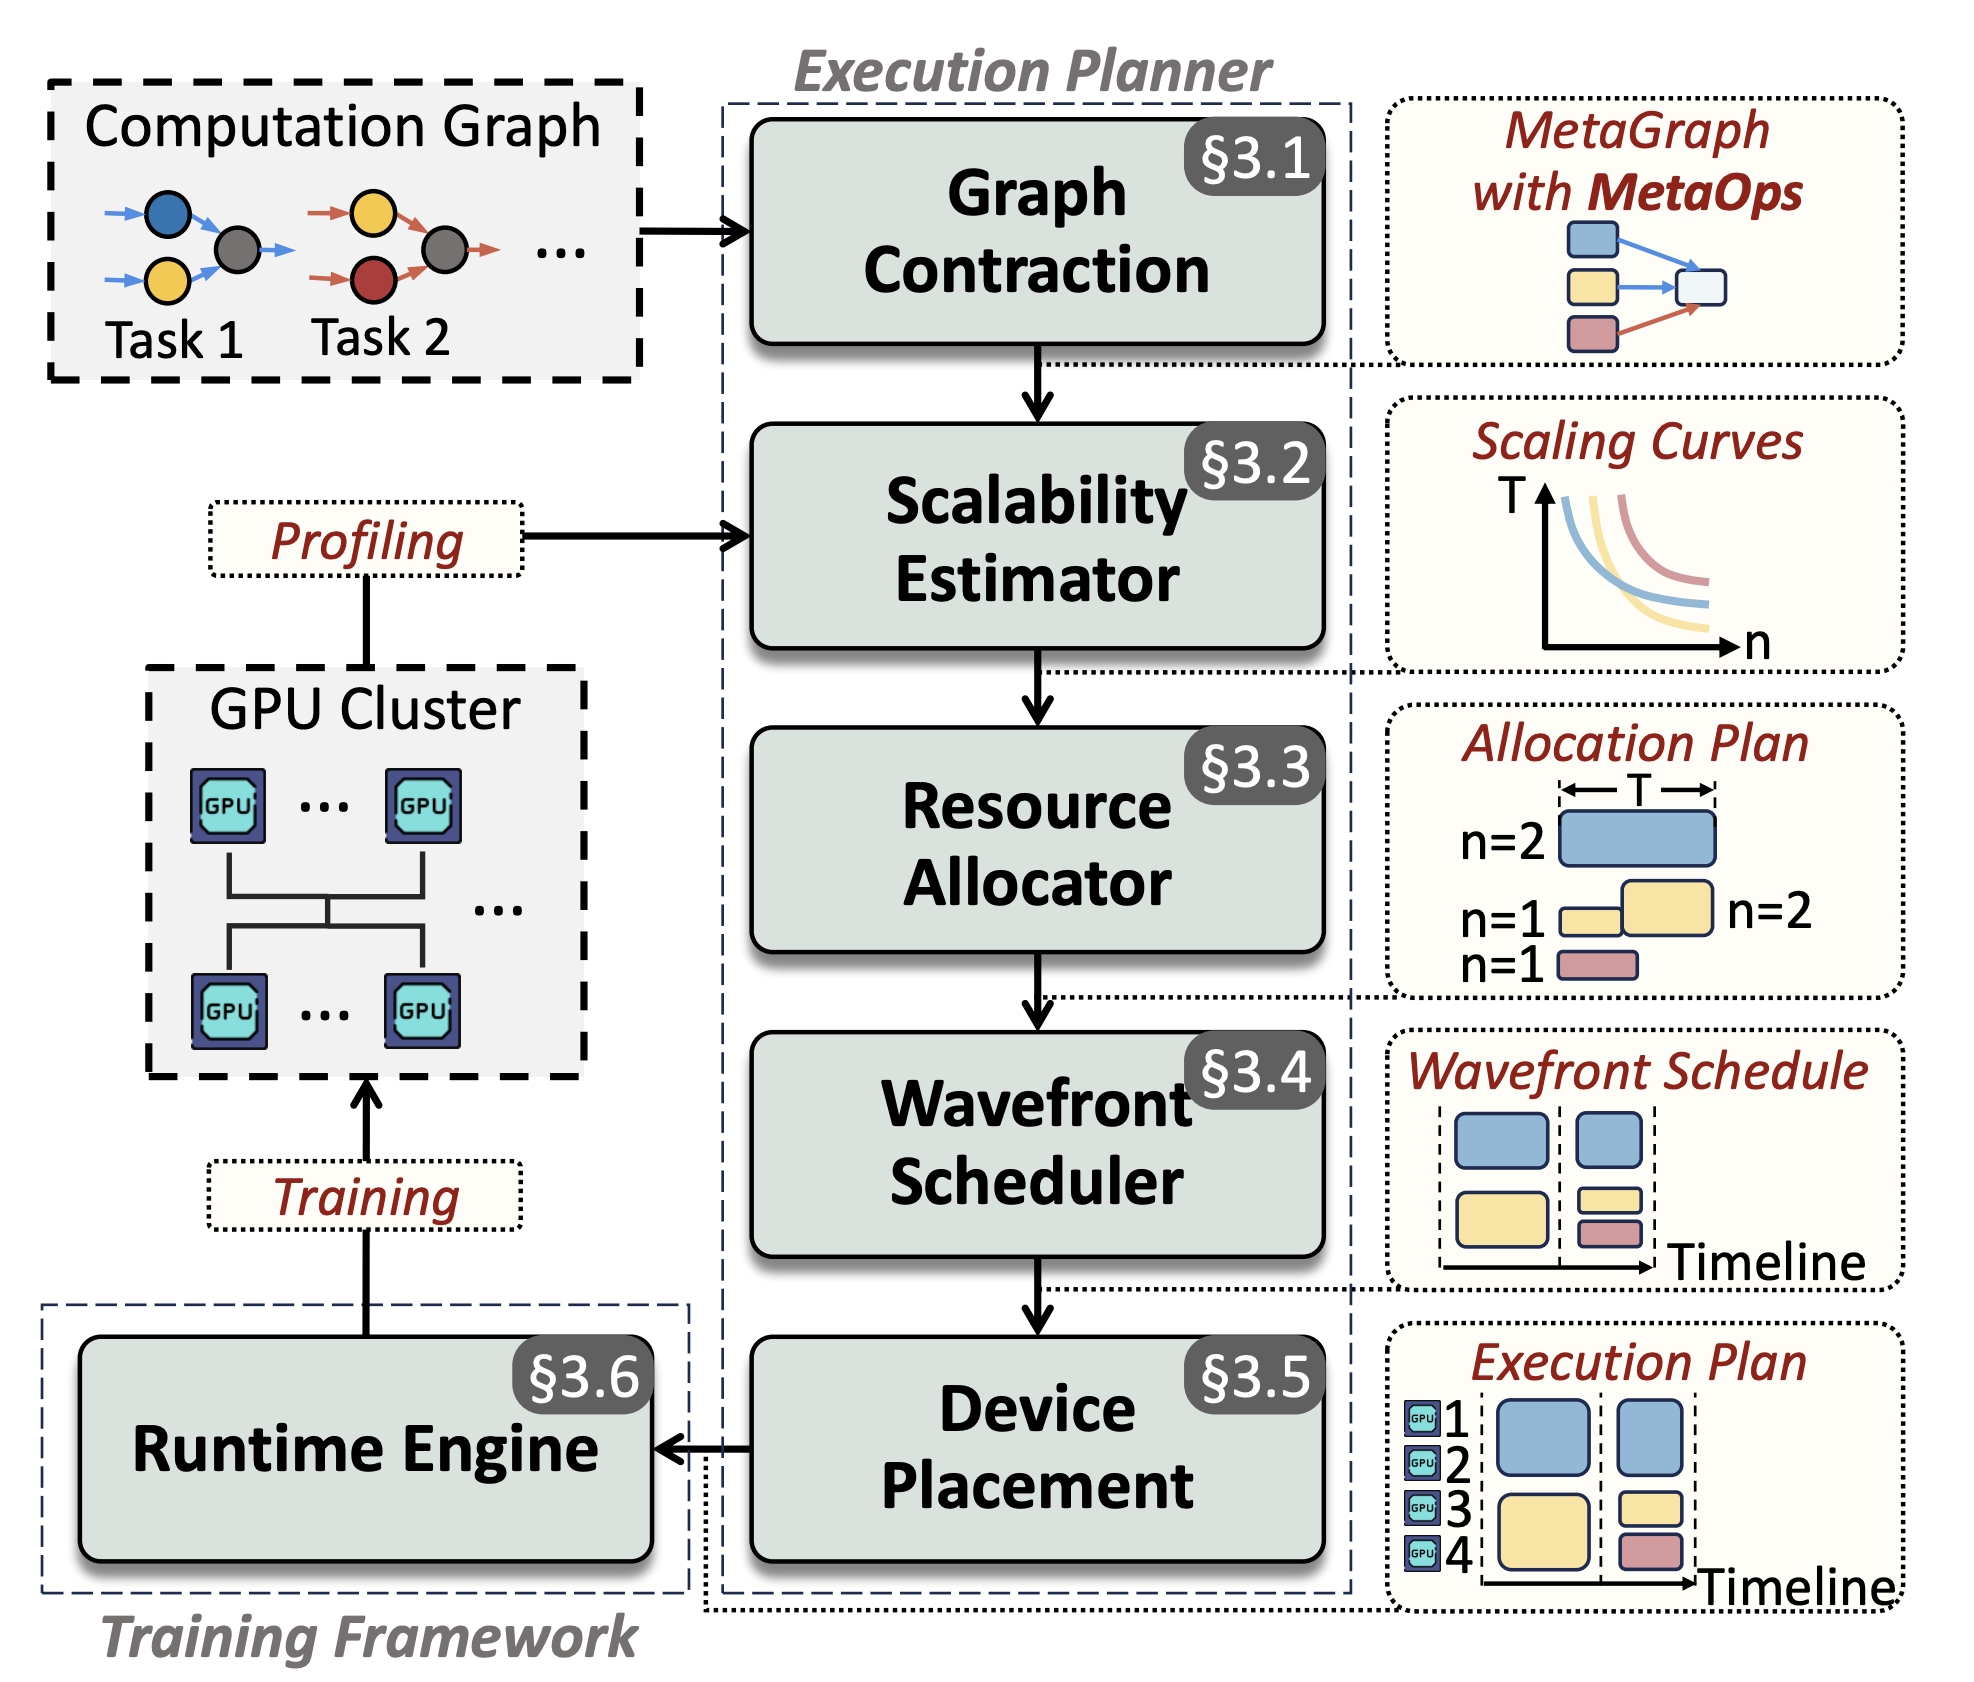 Execution Planner
Computation Graph
Task 1
Task 2
...
§3.1
Graph
Contraction
MetaGraph
with MetaOps
§3.2
Scalability
Estimator
Scaling Curves
T
n
Profiling
GPU Cluster
GPU
...
GPU
...
GPU
...
GPU
§3.3
Resource
Allocator
Allocation Plan
T
n=2
n=1
n=2
n=1
§3.4
Wavefront
Scheduler
Wavefront Schedule
Timeline
Training
§3.6
Runtime Engine
Training Framework
§3.5
Device
Placement
Execution Plan
GPU 1
GPU 2
GPU 3
GPU 4
Timeline